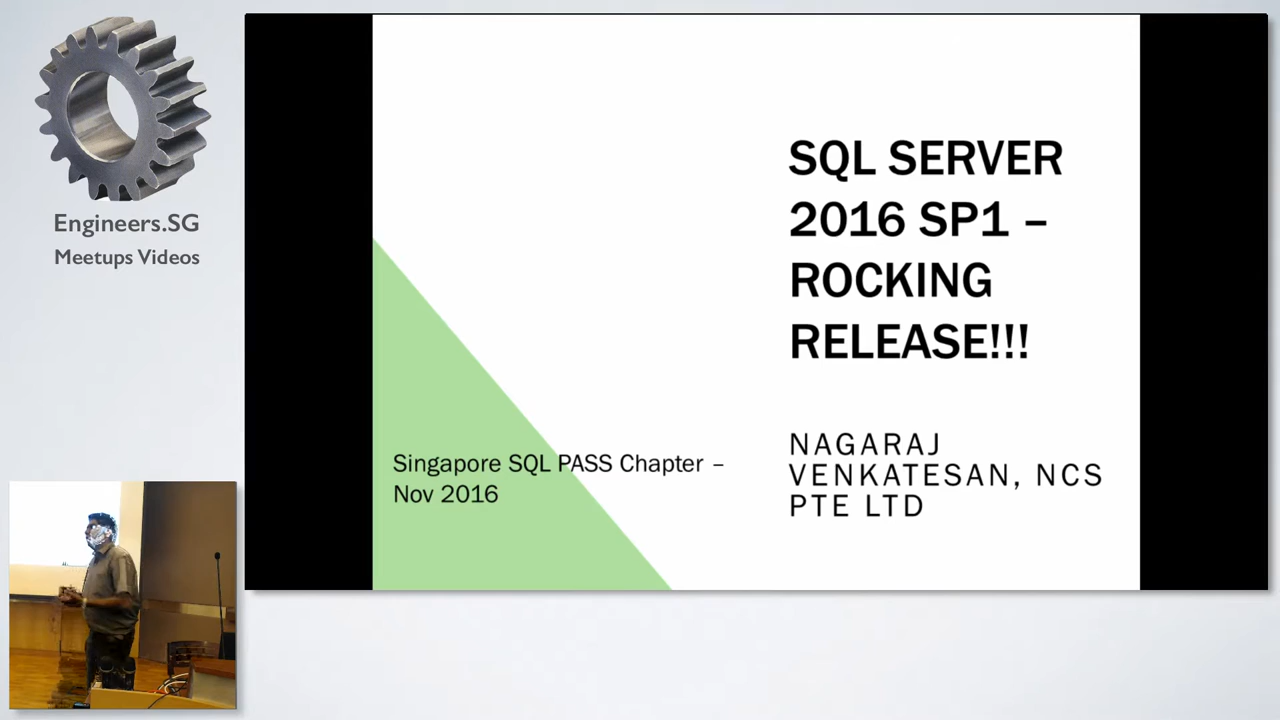 Engineers.SG
Meetups Videos
SQL SERVER
2016 SP1 –
ROCKING
RELEASE!!!
NAGARAJ
VENKATESAN, NCS
PTE LTD
Singapore SQL PASS Chapter –
Nov 2016